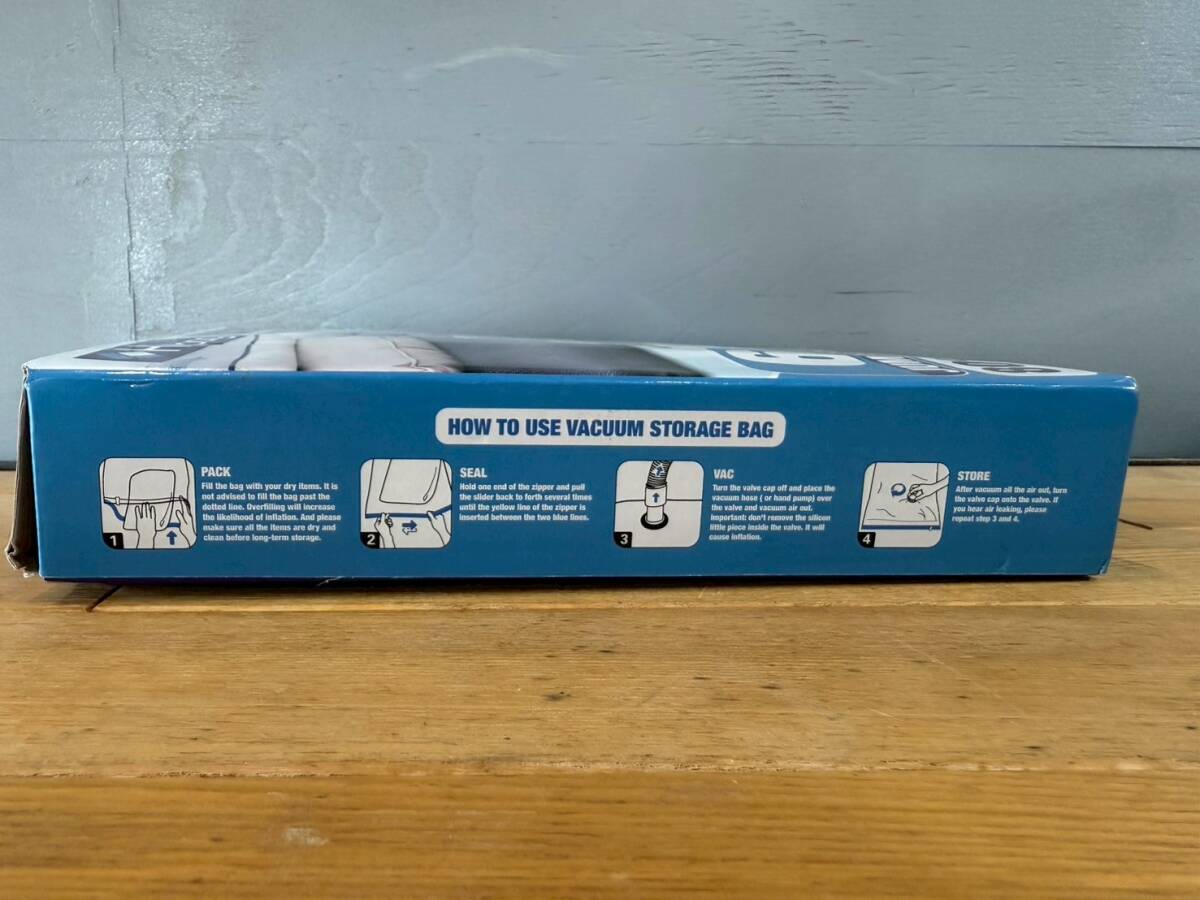 HOW TO USE VACUUM STORAGE BAG
PACK
Fill the bag with your dry items. It is
not advised to fill the bag past the
dotted line. Overfilling will increase
the likelihood of inflation. And please
make sure all the items are dry and
clean before long-term storage.
1
SEAL
Hold one end of the zipper and pull
the slider back to forth several times
until the yellow line of the zipper is
inserted between the two blue lines.
2
VAC
Turn the valve cap off and place the
vacuum hose ( or hand pump) over
the valve and vacuum air out.
Important: don't remove the silicon
little piece inside the valve. It will
cause inflation.
3
STORE
After vacuum all the air out, turn
the valve cap onto the valve. If
you hear air leaking, please
repeat step 3 and 4.
4